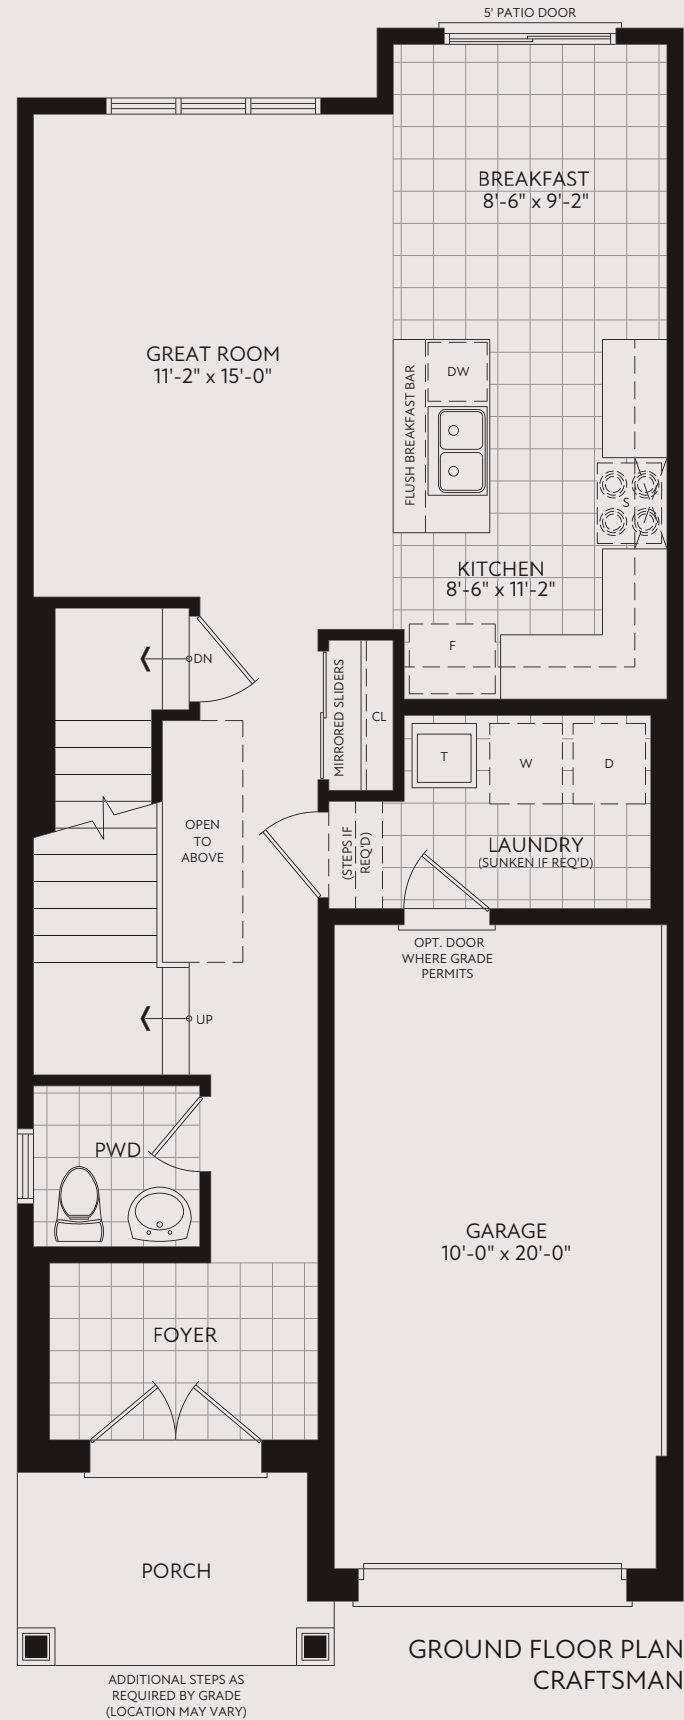 5' PATIO DOOR
BREAKFAST
8'-6" x 9'-2"
GREAT ROOM
11'-2" x 15'-0"
FLUSH BREAKFAST BAR
DW
S
KITCHEN
8'-6" x 11'-2"
F
DN
MIRRORED SLIDERS
CL
T
W
D
OPEN
TO
ABOVE
(STEPS IF
REQ'D)
LAUNDRY
(SUNKEN IF REQ'D)
OPT. DOOR
WHERE GRADE
PERMITS
UP
PWD
GARAGE
10'-0" x 20'-0"
FOYER
PORCH
GROUND FLOOR PLAN
CRAFTSMAN
ADDITIONAL STEPS AS
REQUIRED BY GRADE
(LOCATION MAY VARY)